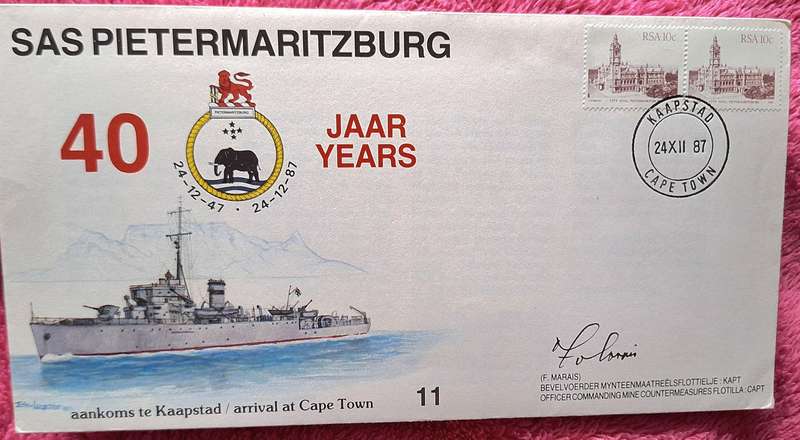 SAS PIETERMARITZBURG
RSA 10c
RSA 10c
40
JAAR
YEARS
PIETERMARITZBURG
24-12-47 · 24-12-87
KAAPSTAD
24 XII 87
CAPE TOWN
(F. MARAIS)
BEVELVOERDER MYNTEENMAATREËLSFLOTTIELJE : KAPT
OFFICER COMMANDING MINE COUNTERMEASURES FLOTILLA : CAPT
aankoms te Kaapstad / arrival at Cape Town
11